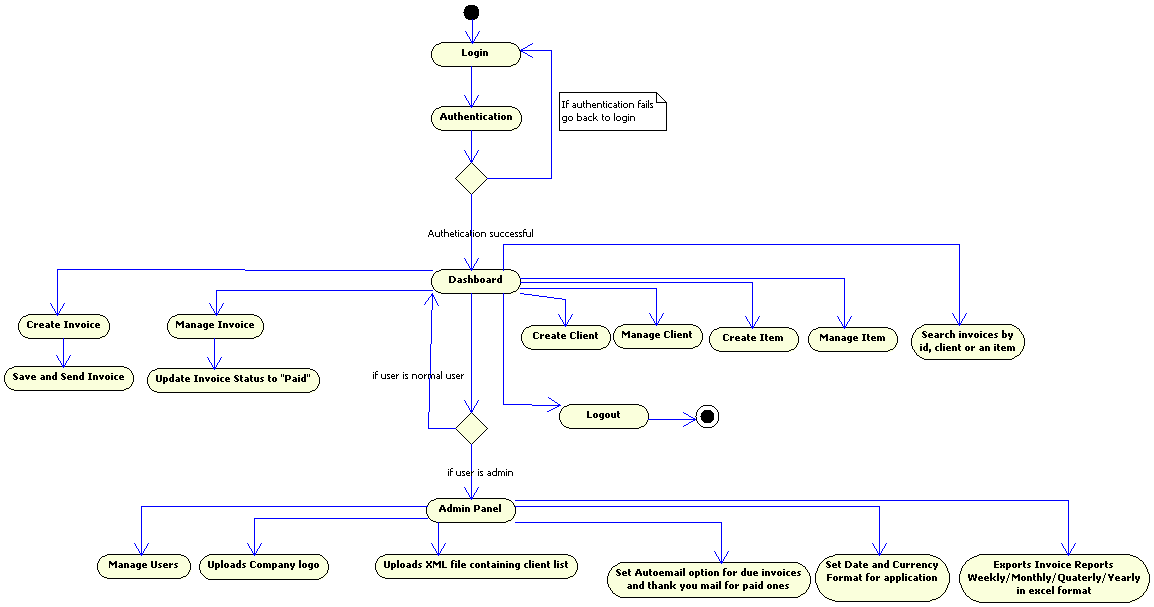 Login
If authentication fails
go back to login
Authentication
Authetication successful
Dashboard
Create Invoice
Manage Invoice
Create Client
Manage Client
Create Item
Manage Item
Search invoices by
id, client or an item
Save and Send Invoice
Update Invoice Status to "Paid"
if user is normal user
Logout
if user is admin
Admin Panel
Manage Users
Uploads Company logo
Uploads XML file containing client list
Set Autoemail option for due invoices
and thank you mail for paid ones
Set Date and Currency
Format for application
Exports Invoice Reports
Weekly/Monthly/Quaterly/Yearly
in excel format